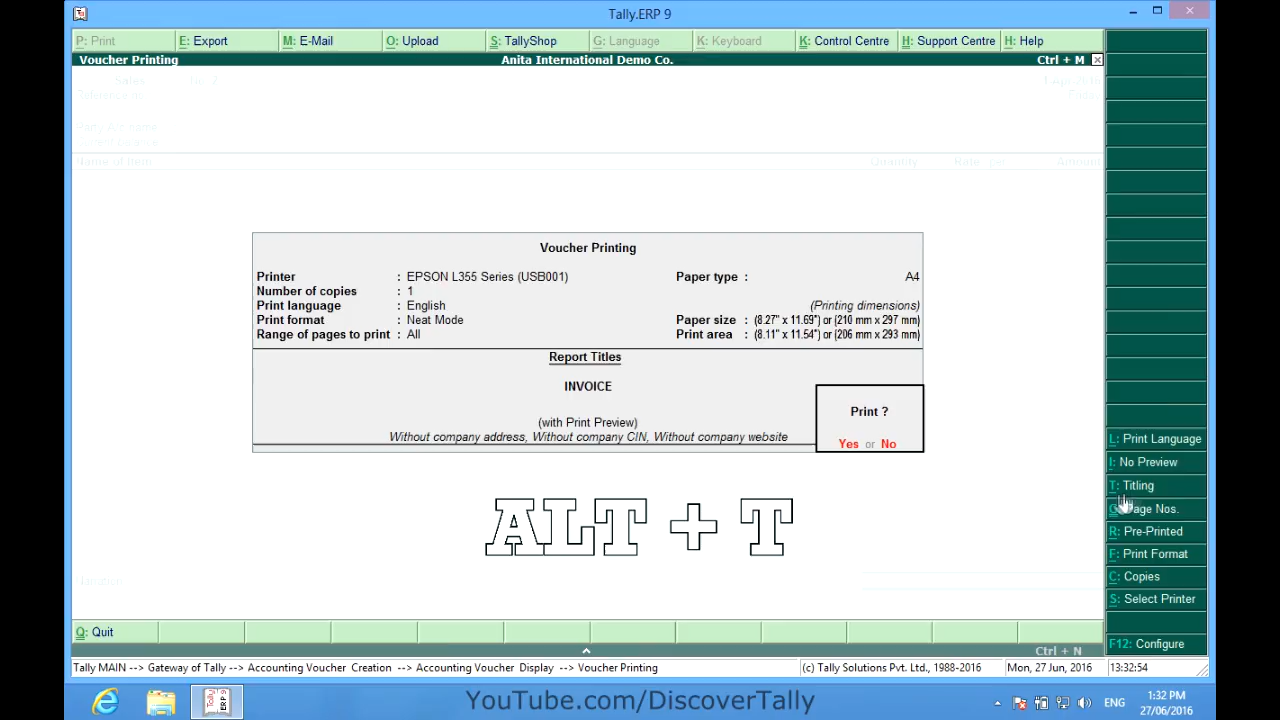 Tally.ERP 9
P: Print E: Export M: E-Mail O: Upload S: TallyShop G: Language K: Keyboard K: Control Centre H: Support Centre H: Help
Voucher Printing Anita International Demo Co. Ctrl + M
Name of Item Quantity Rate per Amount
Voucher Printing
Printer : EPSON L355 Series (USB001) Paper type : A4
Number of copies : 1
Print language : English (Printing dimensions)
Print format : Neat Mode Paper size : (8.27" x 11.69") or (210 mm x 297 mm)
Range of pages to print : All Print area : (8.11" x 11.54") or (206 mm x 293 mm)
Report Titles
INVOICE
(with Print Preview)
Without company address, Without company CIN, Without company website
Print ?
Yes or No
L: Print Language
I: No Preview
T: Titling
Page Nos.
R: Pre-Printed
F: Print Format
C: Copies
S: Select Printer
F12: Configure
ALT + T
Q: Quit
Ctrl + N
Tally MAIN --> Gateway of Tally --> Accounting Voucher Creation --> Accounting Voucher Display --> Voucher Printing (c) Tally Solutions Pvt. Ltd., 1988-2016 Mon, 27 Jun, 2016 13:32:54
YouTube.com/DiscoverTally
ENG 1:32 PM
27/06/2016